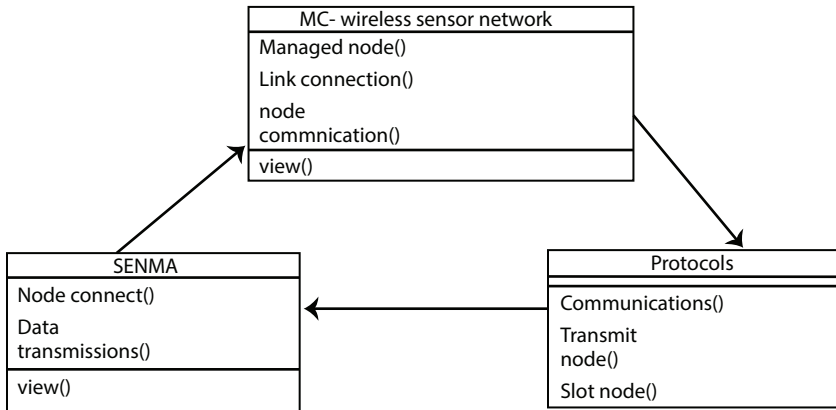 MC- wireless sensor network
Managed node()
Link connection()
node
commnication()
view()
SENMA
Node connect()
Data
transmissions()
view()
Protocols
Communications()
Transmit
node()
Slot node()